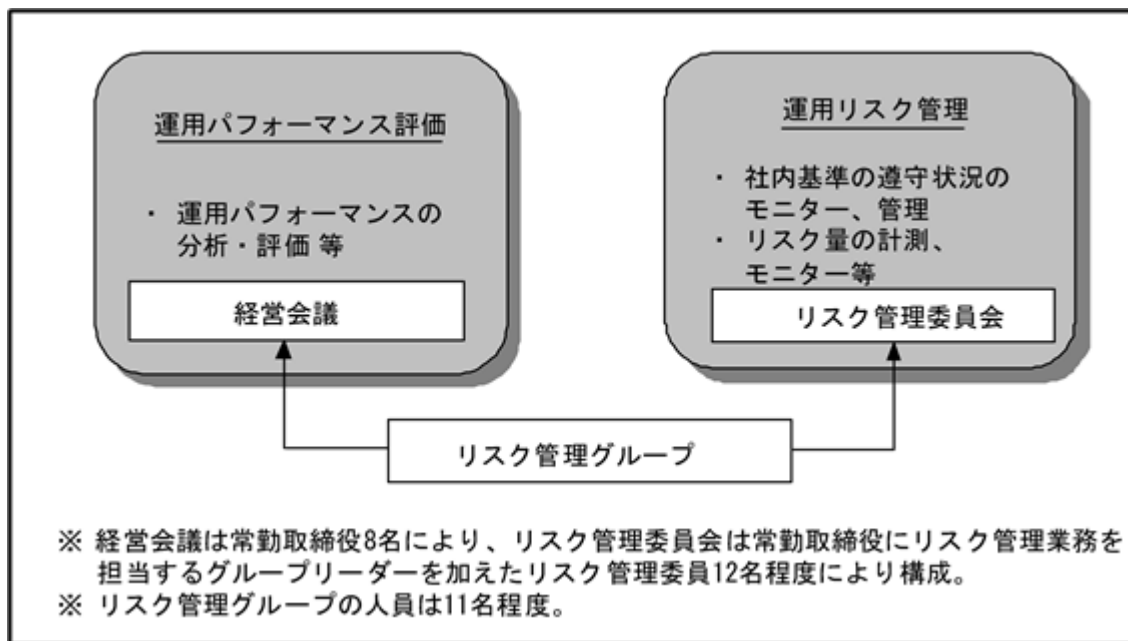 運用パフォーマンス評価
・ 運用パフォーマンスの
分析・評価 等
経営会議
運用リスク管理
・ 社内基準の遵守状況の
モニター、管理
・ リスク量の計測、
モニター等
リスク管理委員会
リスク管理グループ
※ 経営会議は常勤取締役8名により、リスク管理委員会は常勤取締役にリスク管理業務を
担当するグループリーダーを加えたリスク管理委員12名程度により構成。
※ リスク管理グループの人員は11名程度。